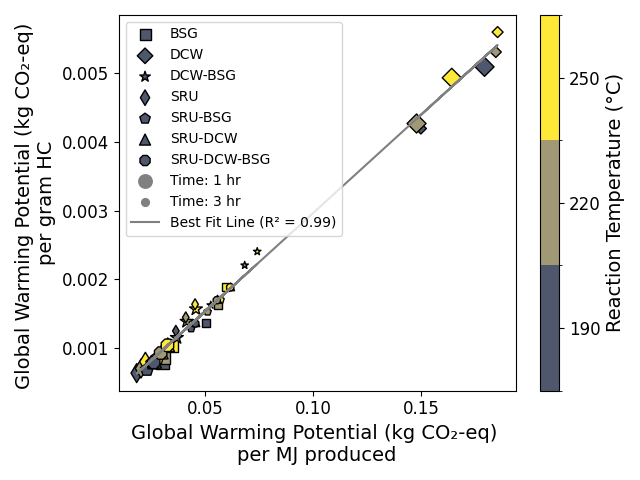 Global Warming Potential (kg CO₂-eq)
per gram HC
0.005
0.004
0.003
0.002
0.001
BSG
DCW
DCW-BSG
SRU
SRU-BSG
SRU-DCW
SRU-DCW-BSG
Time: 1 hr
Time: 3 hr
Best Fit Line (R² = 0.99)
0.05
0.10
0.15
Global Warming Potential (kg CO₂-eq)
per MJ produced
250
220
190
Reaction Temperature (°C)